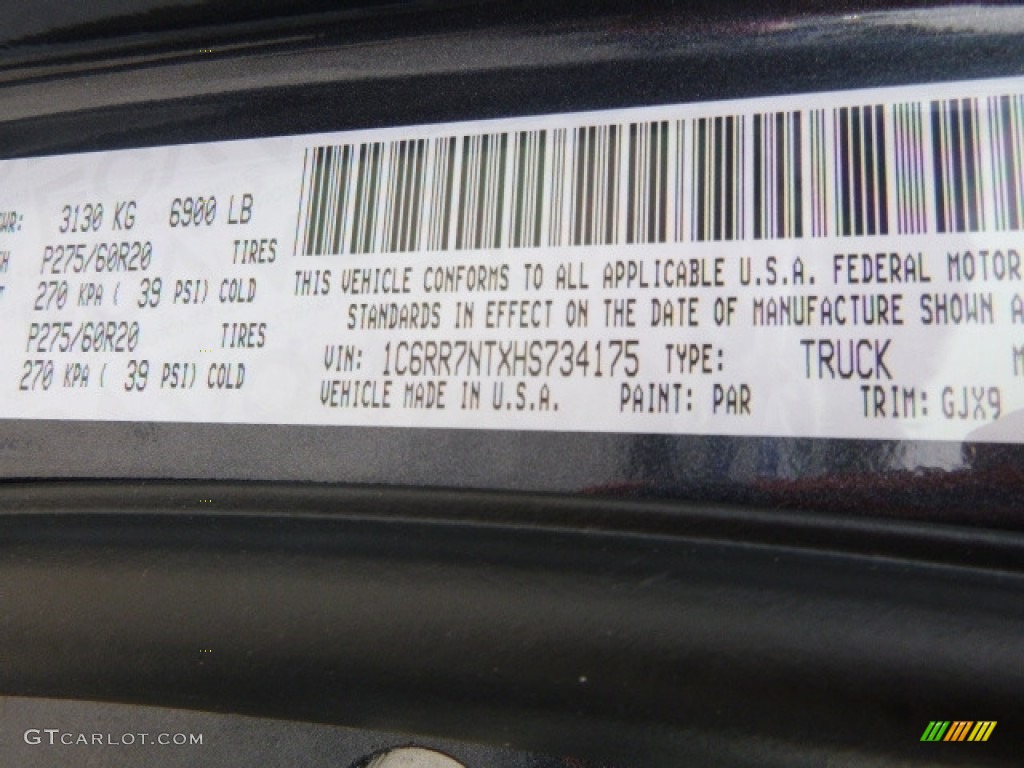 WR: 3130 KG 6900 LB
P275/60R20 TIRES
270 KPA ( 39 PSI) COLD
P275/60R20 TIRES
270 KPA ( 39 PSI) COLD
THIS VEHICLE CONFORMS TO ALL APPLICABLE U.S.A. FEDERAL MOTOR
STANDARDS IN EFFECT ON THE DATE OF MANUFACTURE SHOWN A
VIN: 1C6RR7NTXHS734175 TYPE: TRUCK
VEHICLE MADE IN U.S.A. PAINT: PAR TRIM: GJX9
GTCARLOT.COM